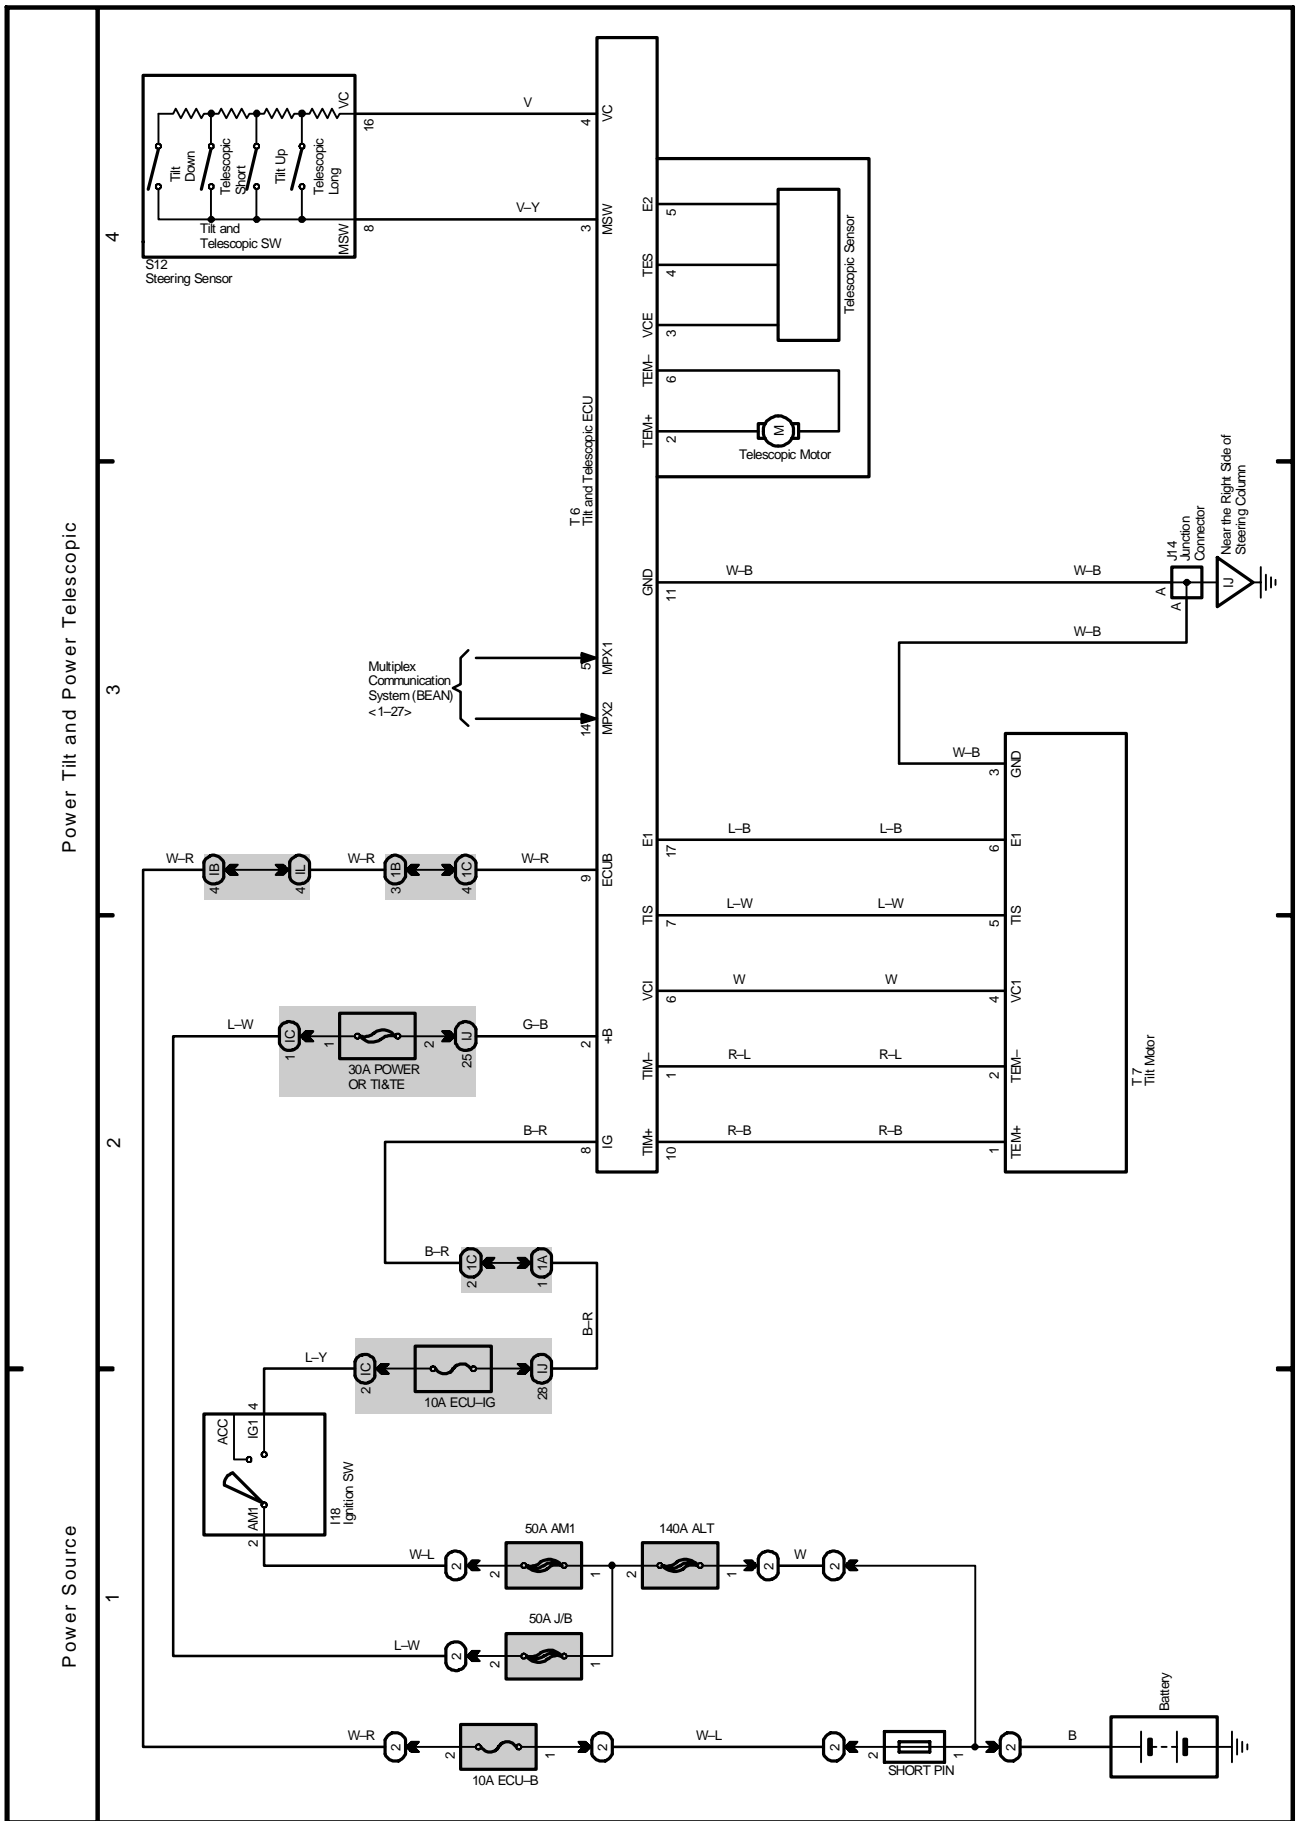 Power Source
Power Tilt and Power Telescopic
1
2
3
4
Tilt
Down
Telescopic
Short
Tilt Up
Telescopic
Long
Tilt and
Telescopic SW
VC
MSW
S12
Steering Sensor
16
V
4
VC
8
V–Y
3
MSW
T 6
Tilt and Telescopic ECU
E2
5
TES
4
VCE
3
TEM–
6
TEM+
2
M
Telescopic Motor
Telescopic Sensor
GND
11
W–B
W–B
A
A
J14
Junction
Connector
IJ
Near the Right Side of
Steering Column
W–B
W–B
3
GND
Multiplex
Communication
System (BEAN)
<1–27>
5
MPX1
14
MPX2
W–R
IB
4
IL
4
W–R
1B
3
1C
4
W–R
9
ECUB
E1
17
L–B
L–B
6
E1
TIS
7
L–W
L–W
5
TIS
VCI
6
W
W
4
VC1
TIM–
1
R–L
R–L
2
TEM–
TIM+
10
R–B
R–B
1
TEM+
T 7
Tilt Motor
L–W
IC
1
1
2
30A POWER
OR TI&TE
IJ
25
G–B
2
+B
B–R
8
IG
B–R
1C
2
1A
1
B–R
L–Y
IC
2
10A ECU–IG
IJ
28
ACC
IG1
4
AM1
2
I18
Ignition SW
W–L
2
2
50A AM1
1
2
140A ALT
1
2
W
2
L–W
2
2
50A J/B
1
W–R
2
2
10A ECU–B
1
2
W–L
2
2
SHORT PIN
1
2
B
Battery